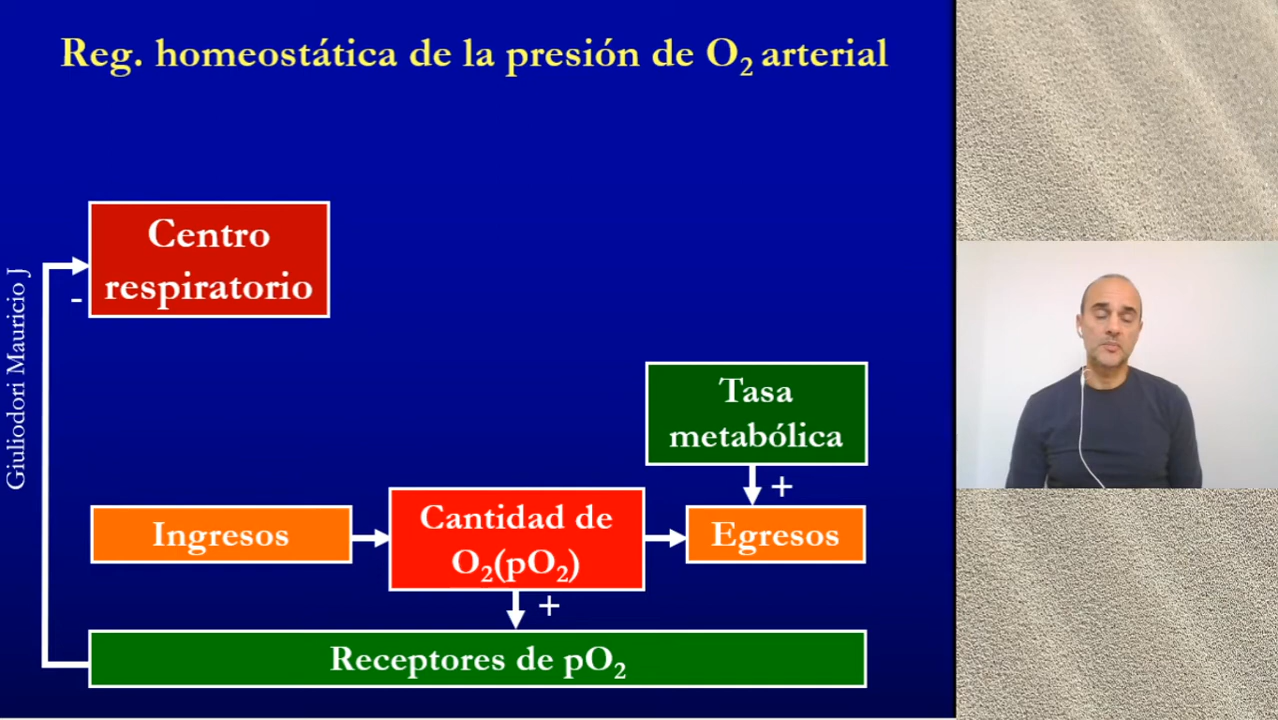 Reg. homeostática de la presión de O₂ arterial
Centro
respiratorio
-
Giuliodori Mauricio J
Tasa
metabólica
+
Ingresos
Cantidad de
O₂(pO₂)
Egresos
+
Receptores de pO₂